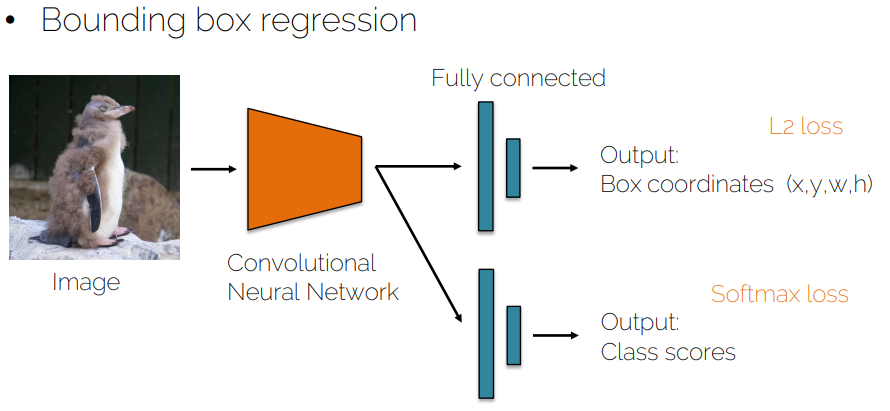 • Bounding box regression
Fully connected
L2 loss
Output:
Box coordinates (x,y,w,h)
Image
Convolutional
Neural Network
Softmax loss
Output:
Class scores